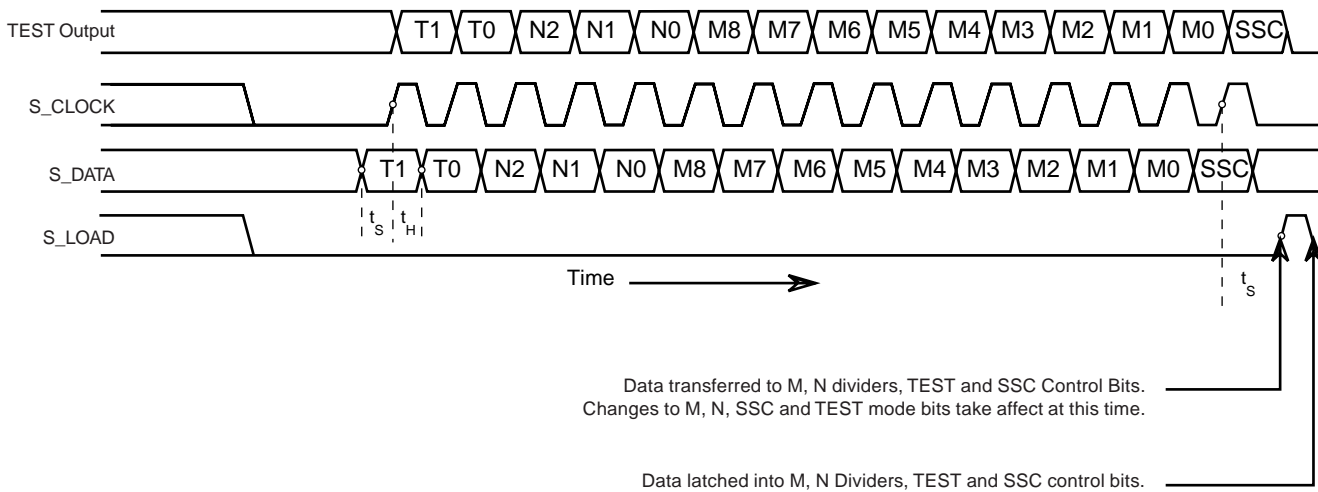 TEST Output T1 T0 N2 N1 N0 M8 M7 M6 M5 M4 M3 M2 M1 M0 SSC
S_CLOCK
S_DATA T1 T0 N2 N1 N0 M8 M7 M6 M5 M4 M3 M2 M1 M0 SSC
tS tH
S_LOAD
Time
tS
Data transferred to M, N dividers, TEST and SSC Control Bits.
Changes to M, N, SSC and TEST mode bits take affect at this time.
Data latched into M, N Dividers, TEST and SSC control bits.